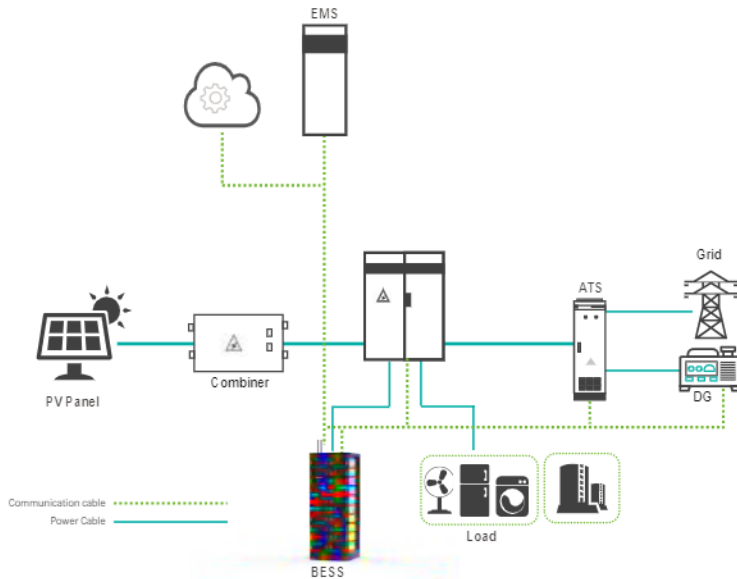 EMS
Grid
ATS
PV Panel
Combiner
DG
Communication cable
Power Cable
Load
BESS